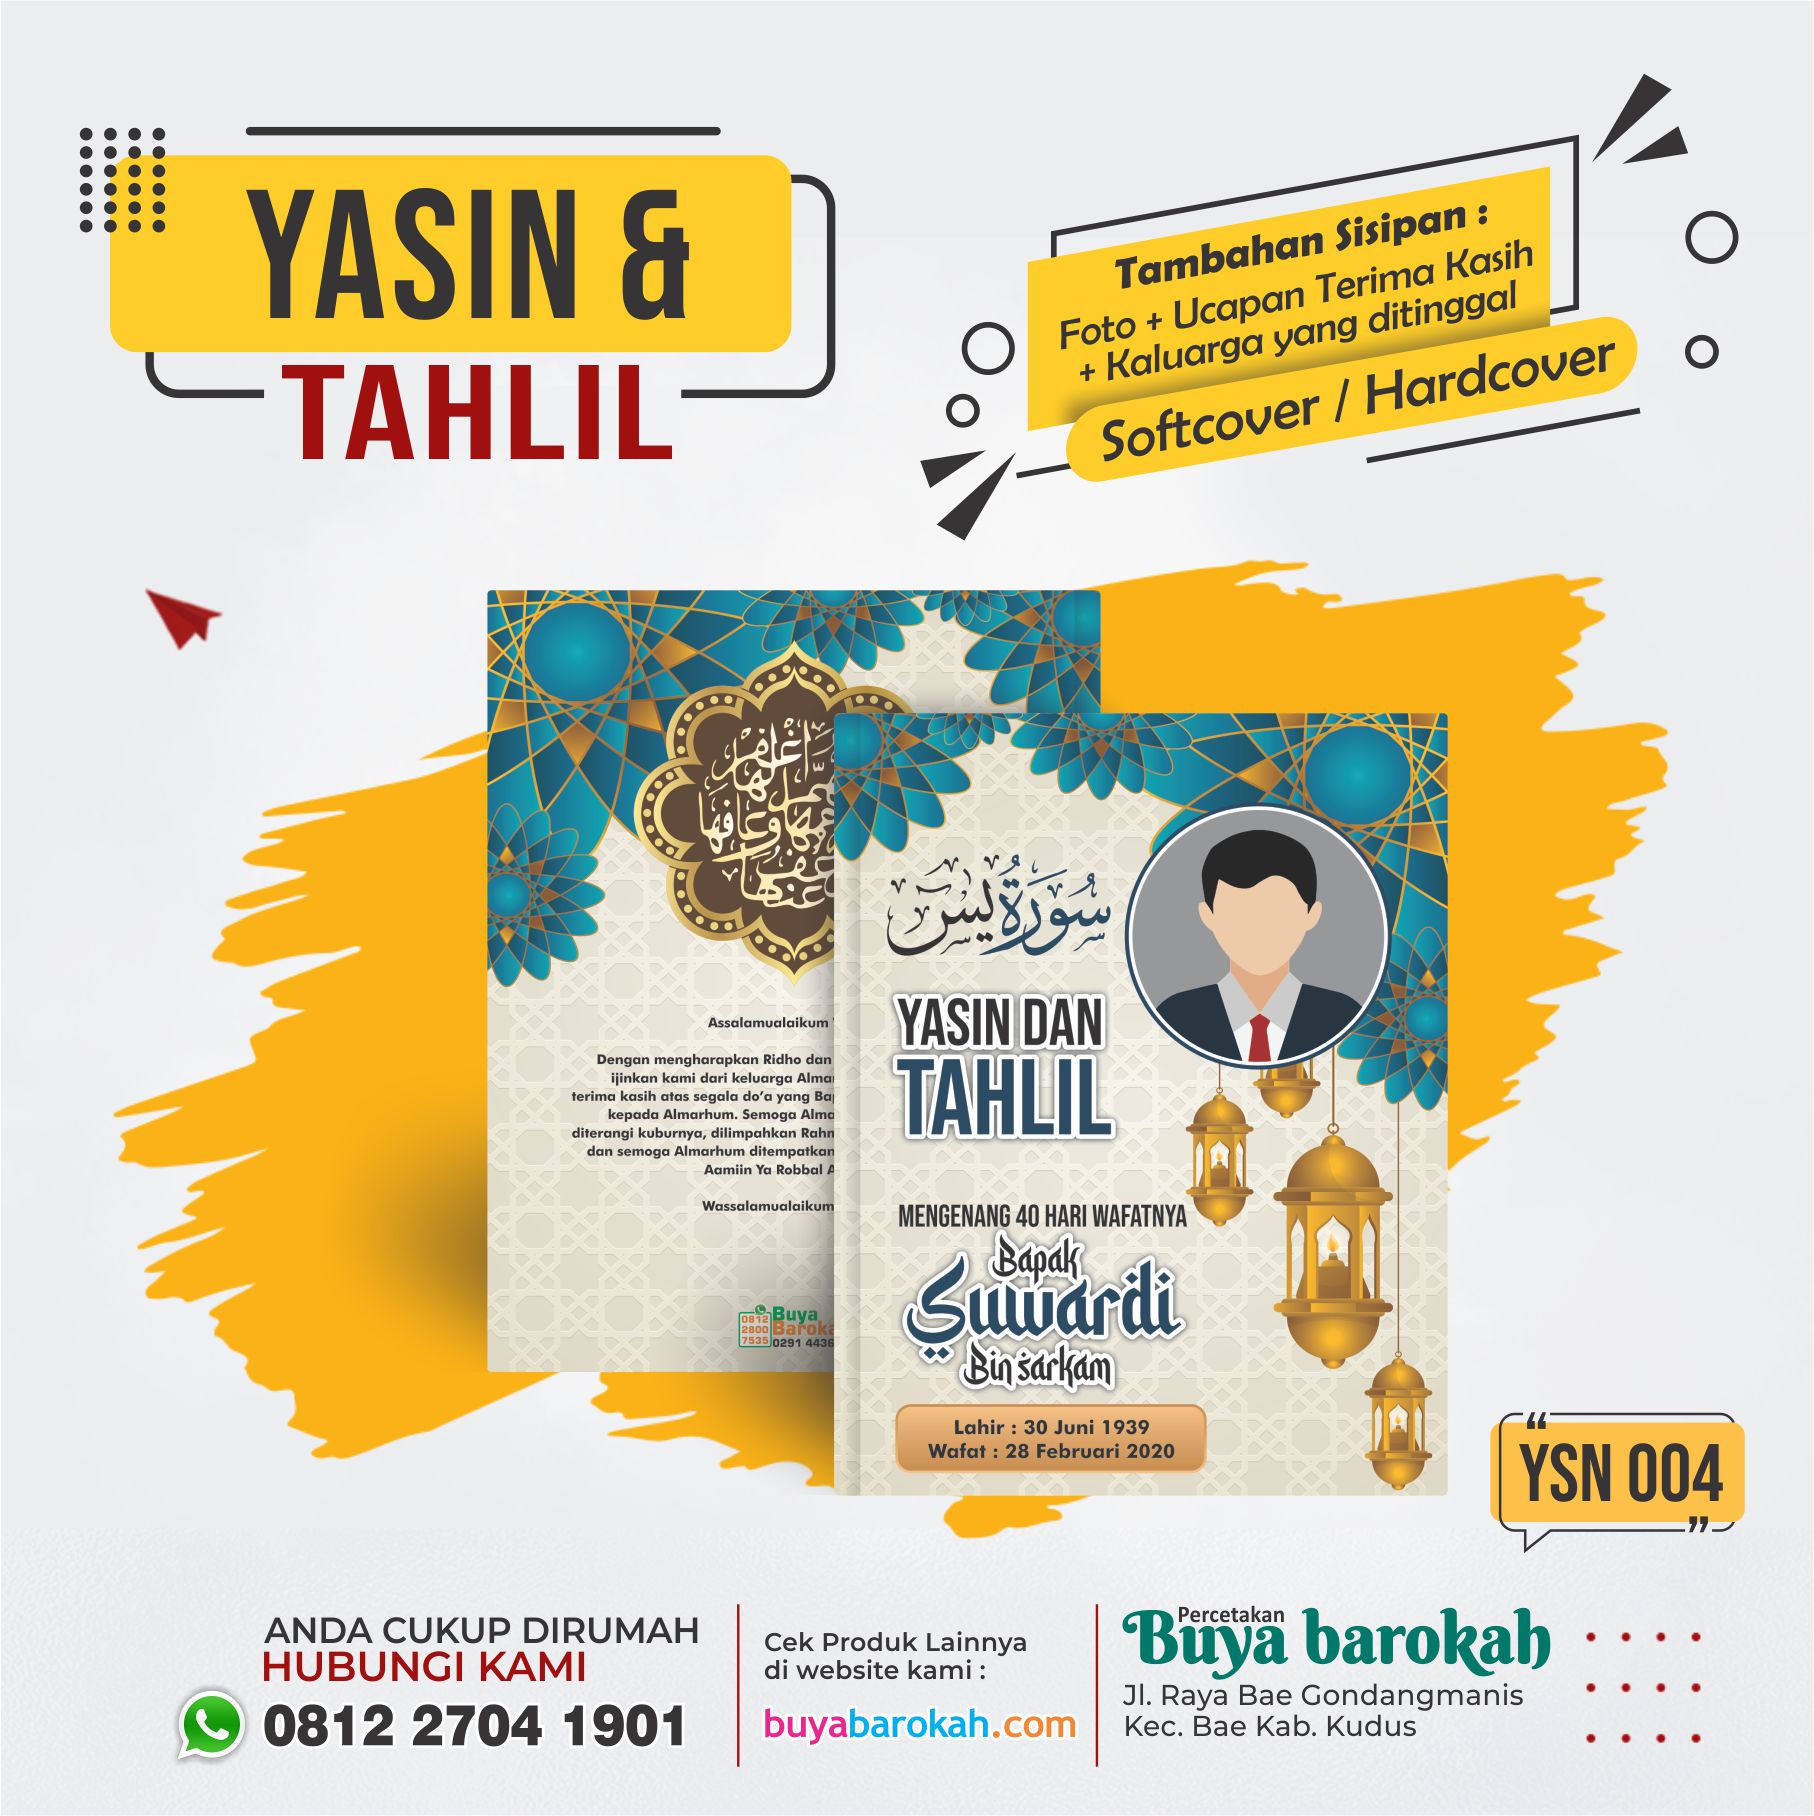 YASIN &
TAHLIL
Tambahan Sisipan :
Foto + Ucapan Terima Kasih
+ Kaluarga yang ditinggal
Softcover / Hardcover
Assalamualaikum
Dengan mengharapkan Ridho dan
ijinkan kami dari keluarga
terima kasih atas segala do'a yang
kepada Almarhum. Semoga
diterangi kuburnya, dilimpahkan
dan semoga Almarhum ditempatkan
Aamiin Ya Robbal
Wassalamualaikum
0812
2800
7535
Buya
0291
سورة يس
YASIN DAN
TAHLIL
MENGENANG 40 HARI WAFATNYA
Bapak
Suwardi
Bin sarkam
Lahir : 30 Juni 1939
Wafat : 28 Februari 2020
YSN 004
ANDA CUKUP DIRUMAH
HUBUNGI KAMI
0812 2704 1901
Cek Produk Lainnya
di website kami :
buyabarokah.com
Percetakan
Buya barokah
Jl. Raya Bae Gondangmanis
Kec. Bae Kab. Kudus